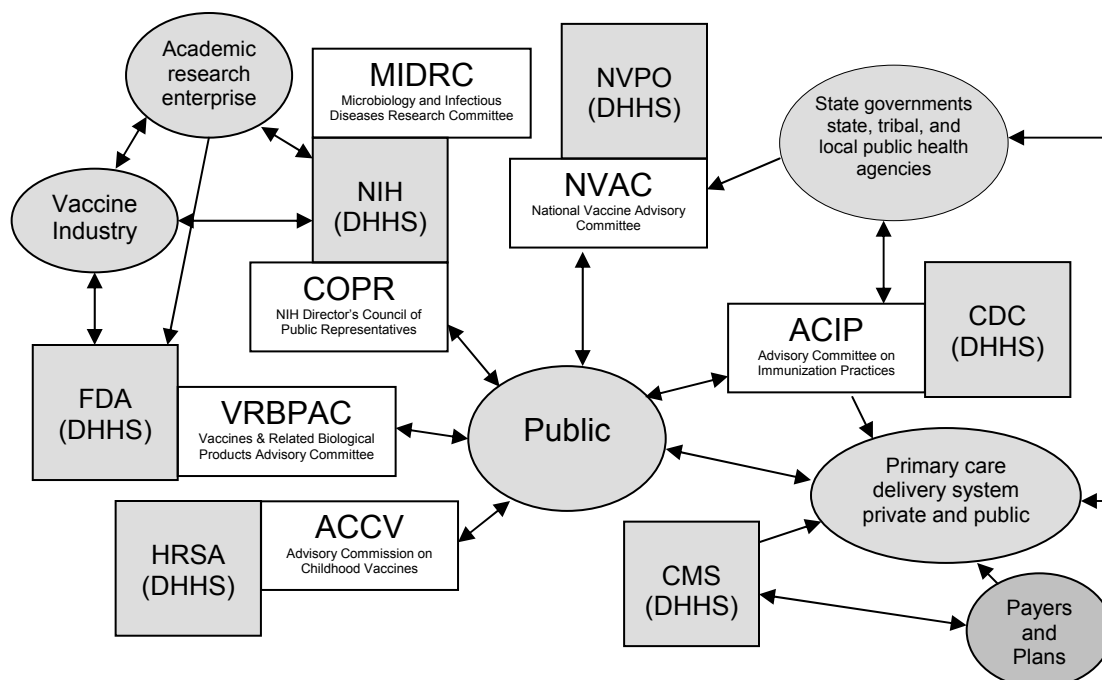 Academic
research
enterprise
MIDRC
Microbiology and Infectious
Diseases Research Committee
NVPO
(DHHS)
State governments
state, tribal, and
local public health
agencies
Vaccine
Industry
NIH
(DHHS)
NVAC
National Vaccine Advisory
Committee
COPR
NIH Director’s Council of
Public Representatives
ACIP
Advisory Committee on
Immunization Practices
CDC
(DHHS)
FDA
(DHHS)
VRBPAC
Vaccines & Related Biological
Products Advisory Committee
Public
Primary care
delivery system
private and public
HRSA
(DHHS)
ACCV
Advisory Commission on
Childhood Vaccines
CMS
(DHHS)
Payers
and
Plans